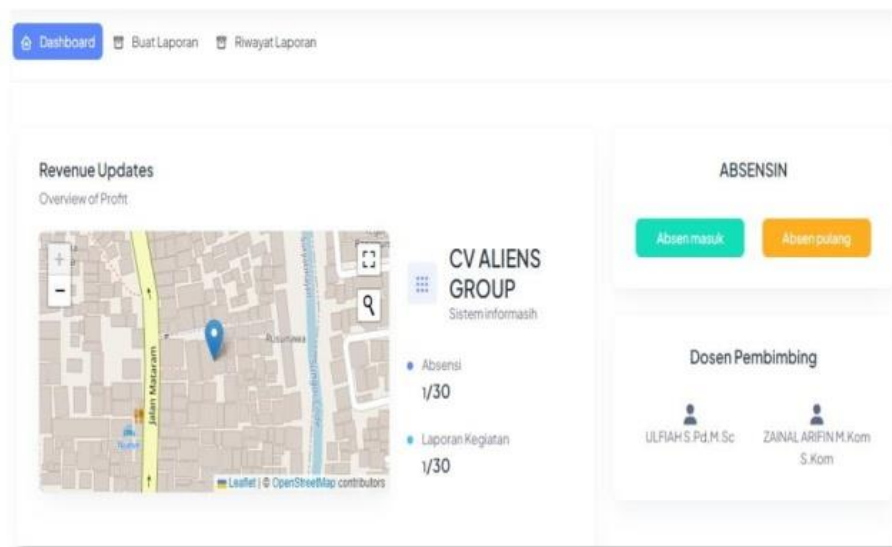 Dashboard
Buat Laporan
Riwayat Laporan
Revenue Updates
Overview of Profit
+
−
Jalan Mataram
Rusunawa
Leaflet | © OpenStreetMap contributors
CV ALIENS
GROUP
Sistem informasih
Absensi
1/30
Laporan Kegiatan
1/30
ABSENSIN
Absen masuk
Absen pulang
Dosen Pembimbing
ULFIAH S.Pd.M.Sc
ZAINAL ARIFIN M.Kom
S.Kom